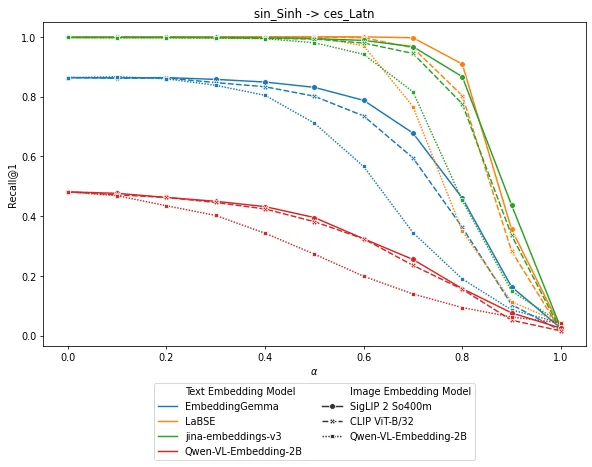 sin_Sinh -> ces_Latn
Recall@1
1.0
0.8
0.6
0.4
0.2
0.0
0.0 0.2 0.4 0.6 0.8 1.0
α
Text Embedding Model Image Embedding Model
EmbeddingGemma SigLIP 2 So400m
LaBSE CLIP ViT-B/32
jina-embeddings-v3 Qwen-VL-Embedding-2B
Qwen-VL-Embedding-2B